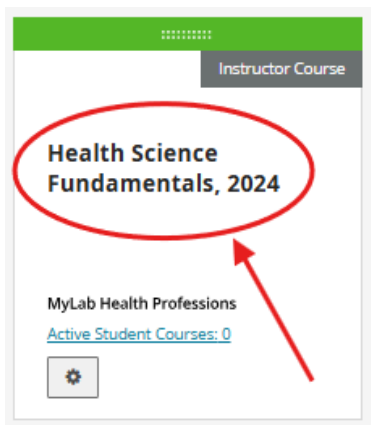 Instructor Course
Health Science
Fundamentals, 2024
MyLab Health Professions
Active Student Courses: 0